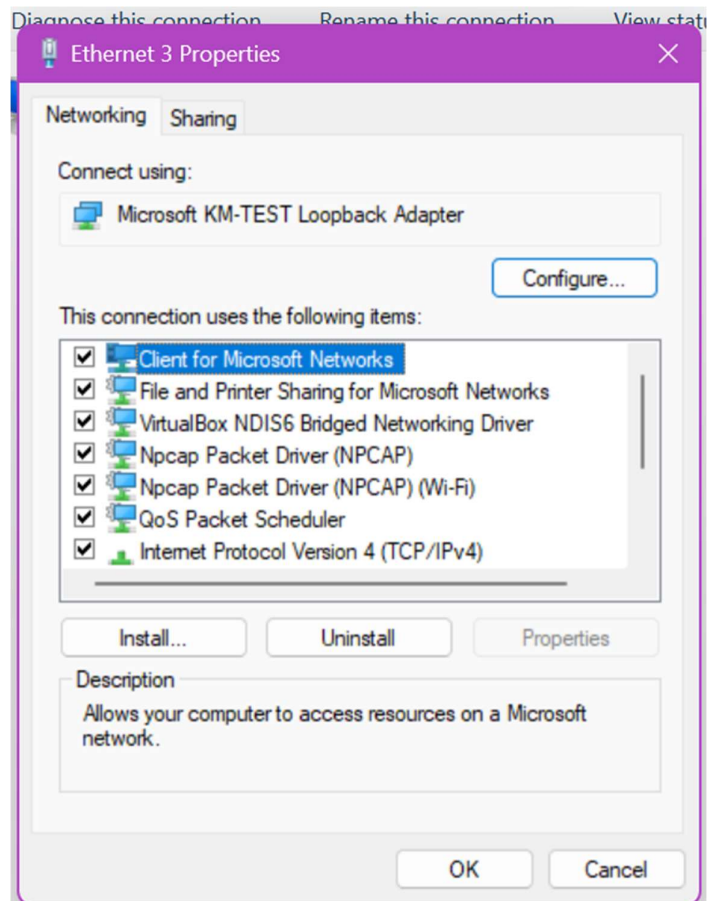 Diagnose this connection Rename this connection View statu
Ethernet 3 Properties
Networking Sharing
Connect using:
Microsoft KM-TEST Loopback Adapter
Configure...
This connection uses the following items:
Client for Microsoft Networks
File and Printer Sharing for Microsoft Networks
VirtualBox NDIS6 Bridged Networking Driver
Npcap Packet Driver (NPCAP)
Npcap Packet Driver (NPCAP) (Wi-Fi)
QoS Packet Scheduler
Internet Protocol Version 4 (TCP/IPv4)
Install... Uninstall Properties
Description
Allows your computer to access resources on a Microsoft
network.
OK Cancel